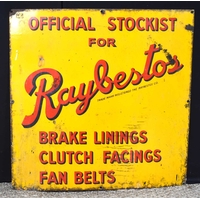 OFFICIAL STOCKIST
FOR
Raybestos
BRAKE LININGS
CLUTCH FACINGS
FAN BELTS